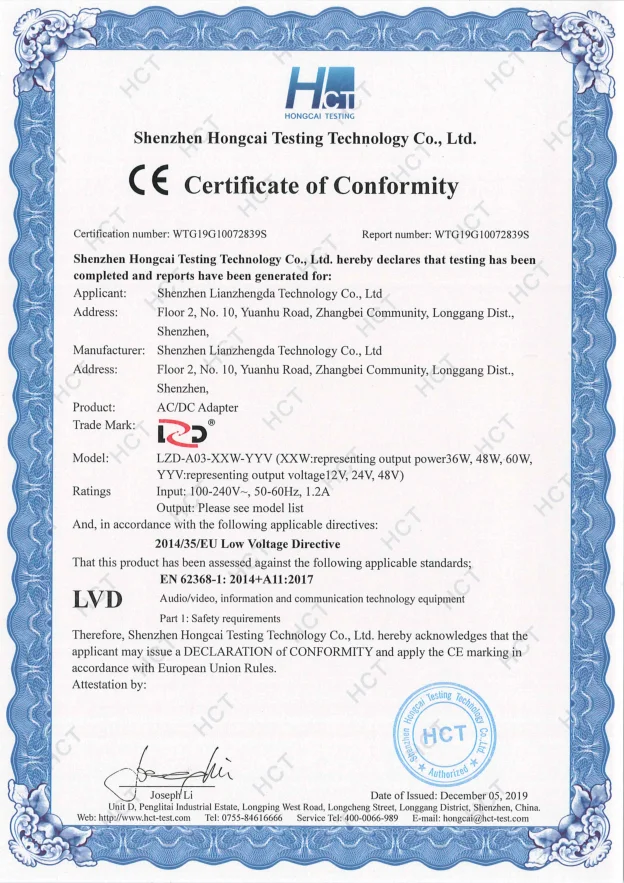 HCT
HONGCAI TESTING
Shenzhen Hongcai Testing Technology Co., Ltd.
CE Certificate of Conformity
Certification number: WTG19G10072839S Report number: WTG19G10072839S
Shenzhen Hongcai Testing Technology Co., Ltd. hereby declares that testing has been
completed and reports have been generated for:
Applicant: Shenzhen Lianzhengda Technology Co., Ltd
Address: Floor 2, No. 10, Yuanhu Road, Zhangbei Community, Longgang Dist.,
Shenzhen,
Manufacturer: Shenzhen Lianzhengda Technology Co., Ltd
Address: Floor 2, No. 10, Yuanhu Road, Zhangbei Community, Longgang Dist.,
Shenzhen,
Product: AC/DC Adapter
Trade Mark: LZD®
Model: LZD-A03-XXW-YYV (XXW:representing output power36W, 48W, 60W,
YYV:representing output voltage12V, 24V, 48V)
Ratings Input: 100-240V~, 50-60Hz, 1.2A
Output: Please see model list
And, in accordance with the following applicable directives:
2014/35/EU Low Voltage Directive
That this product has been assessed against the following applicable standards;
EN 62368-1: 2014+A11:2017
LVD Audio/video, information and communication technology equipment
Part 1: Safety requirements
Therefore, Shenzhen Hongcai Testing Technology Co., Ltd. hereby acknowledges that the
applicant may issue a DECLARATION of CONFORMITY and apply the CE marking in
accordance with European Union Rules.
Attestation by:
Shenzhen Hongcai Testing Technology Co., Ltd.
HCT
★ Authorized ★
Joseph Li Date of Issued: December 05, 2019
Unit D, Penglitai Industrial Estate, Longping West Road, Longcheng Street, Longgang District, Shenzhen, China.
Web: http://www.hct-test.com Tel: 0755-84616666 Service Tel: 400-0066-989 E-mail: hongcai@hct-test.com